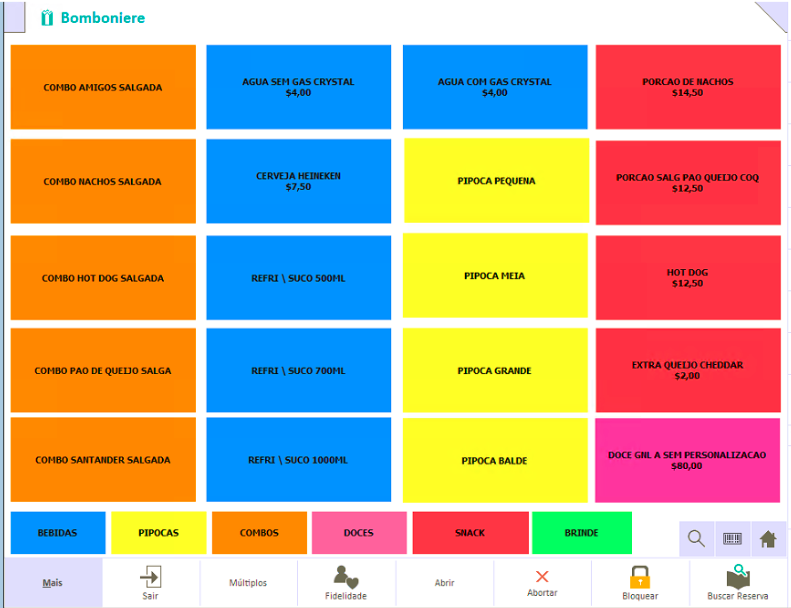 Bomboniere
COMBO AMIGOS SALGADA
AGUA SEM GAS CRYSTAL
$4,00
AGUA COM GAS CRYSTAL
$4,00
PORCAO DE NACHOS
$14,50
COMBO NACHOS SALGADA
CERVEJA HEINEKEN
$7,50
PIPOCA PEQUENA
PORCAO SALG PAO QUEIJO COQ
$12,50
COMBO HOT DOG SALGADA
REFRI \ SUCO 500ML
PIPOCA MEIA
HOT DOG
$12,50
COMBO PAO DE QUEIJO SALGA
REFRI \ SUCO 700ML
PIPOCA GRANDE
EXTRA QUEIJO CHEDDAR
$2,00
COMBO SANTANDER SALGADA
REFRI \ SUCO 1000ML
PIPOCA BALDE
DOCE GNL A SEM PERSONALIZACAO
$80,00
BEBIDAS
PIPOCAS
COMBOS
DOCES
SNACK
BRINDE
Mais
Sair
Múltiplos
Fidelidade
Abrir
Abortar
Bloquear
Buscar Reserva